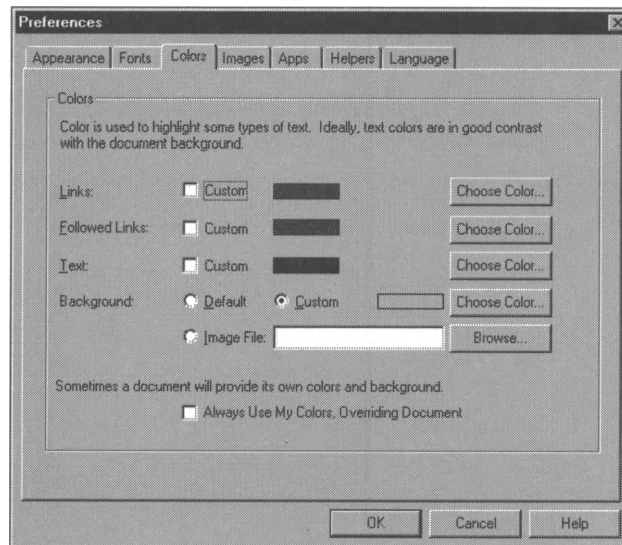 Preferences
Appearance Fonts Colors Images Apps Helpers Language
Colors
Color is used to highlight some types of text. Ideally, text colors are in good contrast
with the document background.
Links: Custom Choose Color...
Followed Links: Custom Choose Color...
Text: Custom Choose Color...
Background: Default Custom Choose Color...
Image File: Browse...
Sometimes a document will provide its own colors and background.
Always Use My Colors, Overriding Document
OK Cancel Help